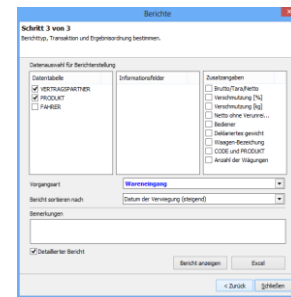 Berichte
Schritt 3 von 3
Berichttyp, Transaktion und Ergebnisordnung bestimmen.
Datenauswahl für Berichterstellung
Datentabelle
VERTRAGSPARTNER
PRODUKT
FAHRER
Informationsfelder
Zusatzangaben
Brutto/Tara/Netto
Verschmutzung [%]
Verschmutzung [kg]
Netto ohne Verunrei...
Bediener
Deklariertes gewicht
Waagen-Bezeichung
CODE und PRODUKT
Anzahl der Wägungen
Vorgangsart
Wareneingang
Bericht sortieren nach
Datum der Verwiegung (steigend)
Bemerkungen
Detaillierter Bericht
Bericht anzeigen
Excel
< Zurück
Schließen